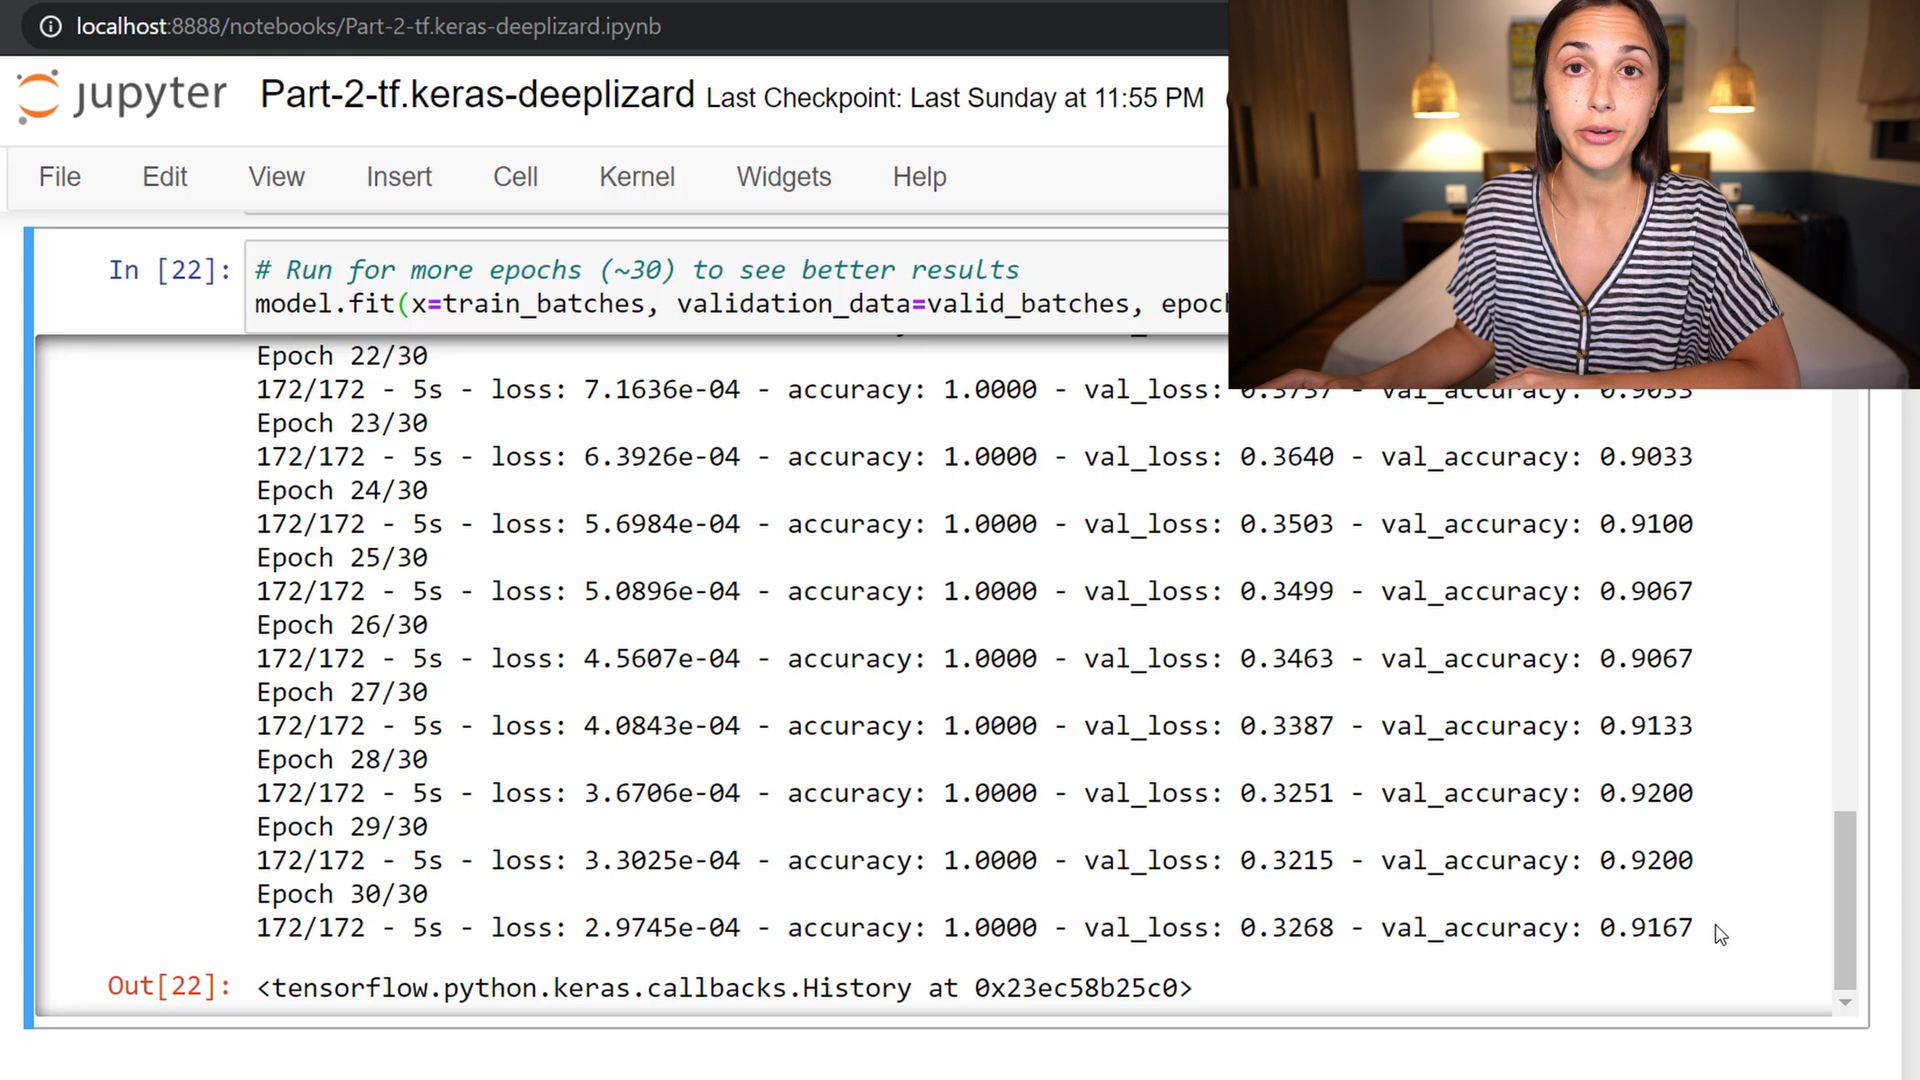 localhost:8888/notebooks/Part-2-tf.keras-deeplizard.ipynb
jupyter Part-2-tf.keras-deeplizard Last Checkpoint: Last Sunday at 11:55 PM
File Edit View Insert Cell Kernel Widgets Help
In [22]: # Run for more epochs (~30) to see better results
model.fit(x=train_batches, validation_data=valid_batches, epoch
Epoch 22/30
172/172 - 5s - loss: 7.1636e-04 - accuracy: 1.0000 - val_loss: 0.3737 - val_accuracy: 0.9033
Epoch 23/30
172/172 - 5s - loss: 6.3926e-04 - accuracy: 1.0000 - val_loss: 0.3640 - val_accuracy: 0.9033
Epoch 24/30
172/172 - 5s - loss: 5.6984e-04 - accuracy: 1.0000 - val_loss: 0.3503 - val_accuracy: 0.9100
Epoch 25/30
172/172 - 5s - loss: 5.0896e-04 - accuracy: 1.0000 - val_loss: 0.3499 - val_accuracy: 0.9067
Epoch 26/30
172/172 - 5s - loss: 4.5607e-04 - accuracy: 1.0000 - val_loss: 0.3463 - val_accuracy: 0.9067
Epoch 27/30
172/172 - 5s - loss: 4.0843e-04 - accuracy: 1.0000 - val_loss: 0.3387 - val_accuracy: 0.9133
Epoch 28/30
172/172 - 5s - loss: 3.6706e-04 - accuracy: 1.0000 - val_loss: 0.3251 - val_accuracy: 0.9200
Epoch 29/30
172/172 - 5s - loss: 3.3025e-04 - accuracy: 1.0000 - val_loss: 0.3215 - val_accuracy: 0.9200
Epoch 30/30
172/172 - 5s - loss: 2.9745e-04 - accuracy: 1.0000 - val_loss: 0.3268 - val_accuracy: 0.9167
Out[22]: <tensorflow.python.keras.callbacks.History at 0x23ec58b25c0>